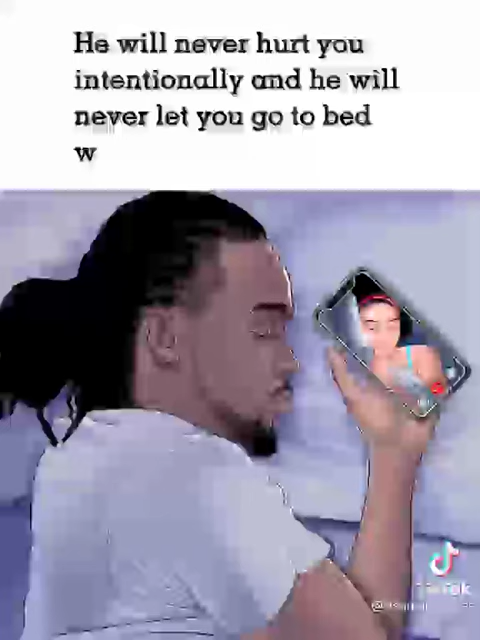 He will never hurt you
intentionally and he will
never let you go to bed
w
TikTok